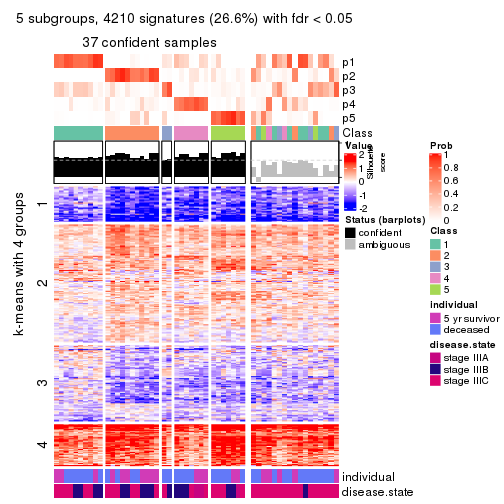 5 subgroups, 4210 signatures (26.6%) with fdr < 0.05
37 confident samples
p1
p2
p3
p4
p5
Class
k-means with 4 groups
1
2
3
4
individual
disease.state
Value
2
1
0
-1
-2
Silhouette
score
Status (barplots)
confident
ambiguous
Prob
1
0.8
0.6
0.4
0.2
0
Class
1
2
3
4
5
individual
5 yr survivor
deceased
disease.state
stage IIIA
stage IIIB
stage IIIC